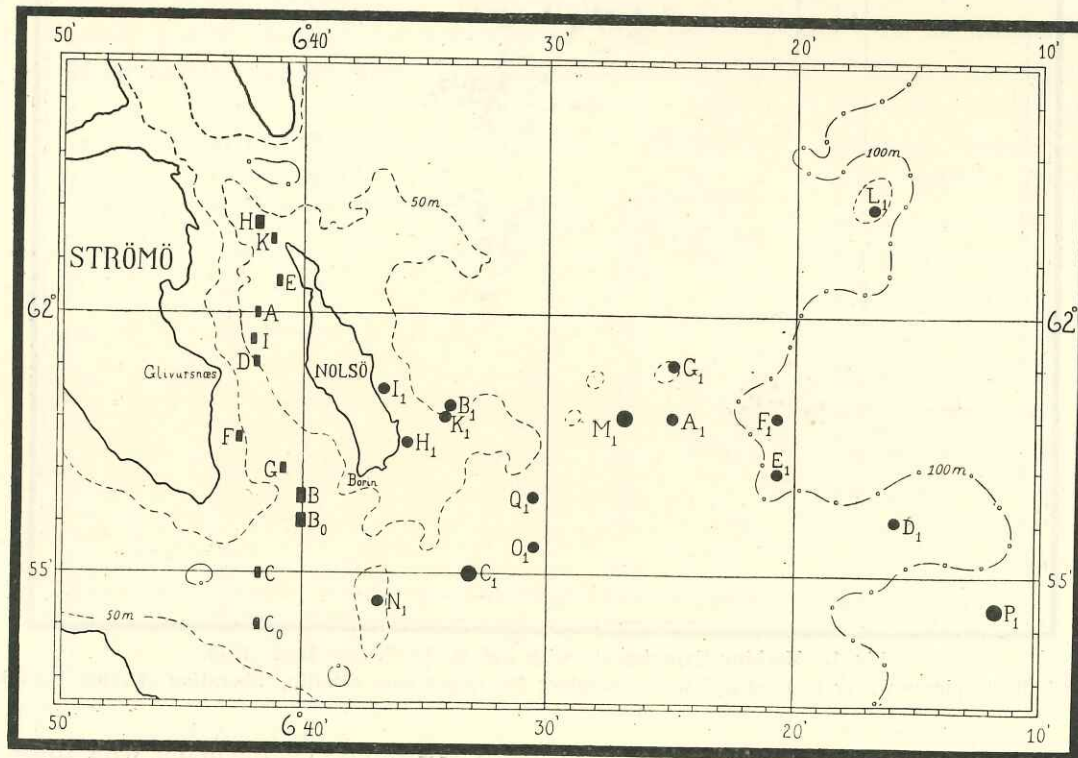 50' 6°40' 30' 20' 10'
100m
L₁
50m
H
K
STRÖMÖ
E
62° A 62°
I
D
Glivursnæs NOLSÖ
G₁
I₁
B₁
K₁
M₁ A₁ F₁
F
H₁
G
Borin
E₁
100m
B
Q₁
B₀
D₁
O₁
55' C C₁ 55'
N₁
50m
C₀
P₁
50' 6°40' 30' 20' 10'